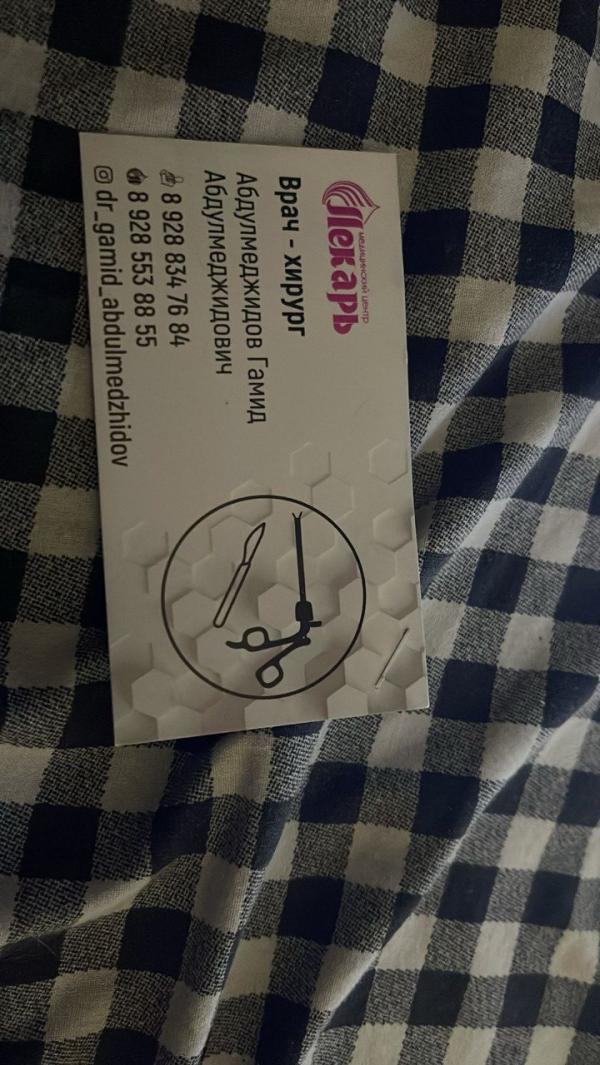 Лекарь
медицинский центр
Врач - хирург
Абдулмеджидов Гамид
Абдулмеджидович
8 928 834 76 84
8 928 553 88 55
dr_gamid_abdulmedzhidov